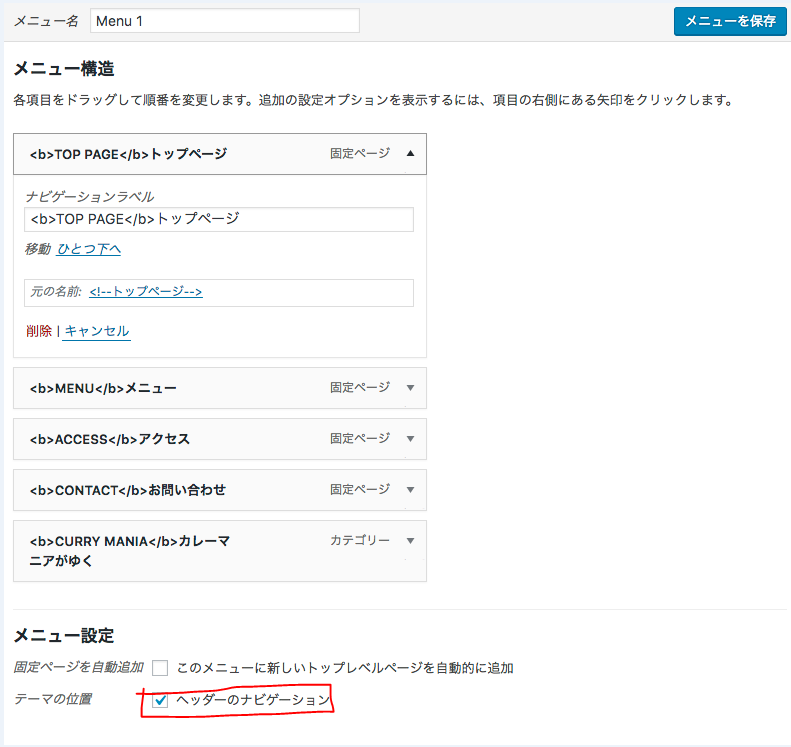 メニュー名 Menu 1 メニューを保存
メニュー構造
各項目をドラッグして順番を変更します。追加の設定オプションを表示するには、項目の右側にある矢印をクリックします。
<b>TOP PAGE</b>トップページ 固定ページ ▲
ナビゲーションラベル
<b>TOP PAGE</b>トップページ
移動 ひとつ下へ
元の名前: <!--トップページ-->
削除 | キャンセル
<b>MENU</b>メニュー 固定ページ ▼
<b>ACCESS</b>アクセス 固定ページ ▼
<b>CONTACT</b>お問い合わせ 固定ページ ▼
<b>CURRY MANIA</b>カレーマ カテゴリー ▼
ニアがゆく
メニュー設定
固定ページを自動追加 このメニューに新しいトップレベルページを自動的に追加
テーマの位置 ヘッダーのナビゲーション